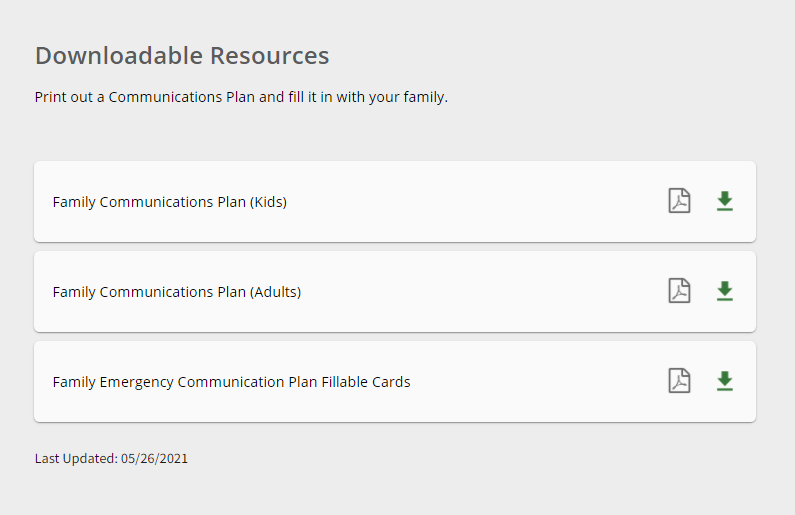 Downloadable Resources
Print out a Communications Plan and fill it in with your family.
Family Communications Plan (Kids)
Family Communications Plan (Adults)
Family Emergency Communication Plan Fillable Cards
Last Updated: 05/26/2021